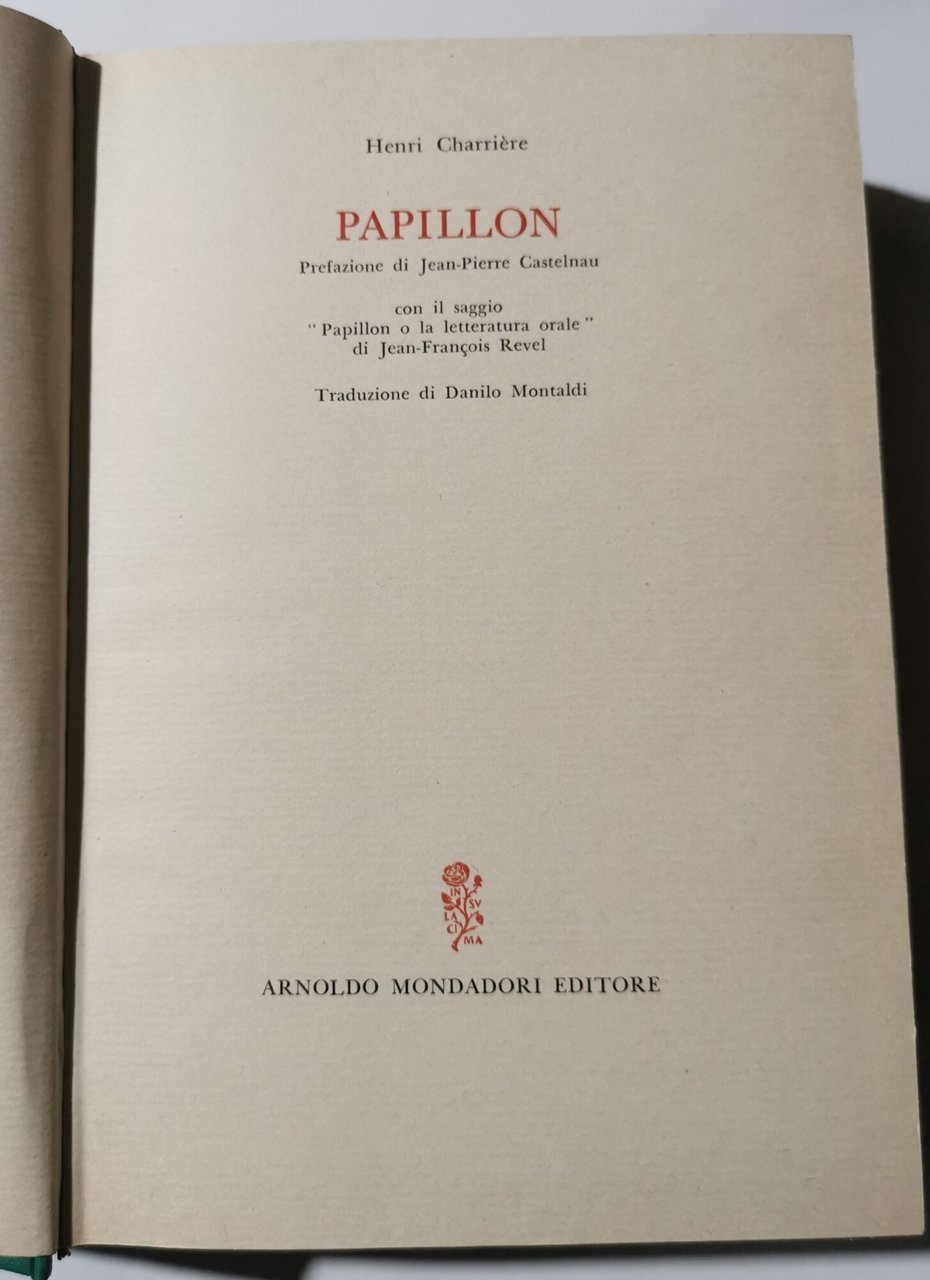 Henri Charrière
PAPILLON
Prefazione di Jean-Pierre Castelnau
con il saggio
"Papillon o la letteratura orale"
di Jean-François Revel
Traduzione di Danilo Montaldi
IN
LA SV
CI
MA
ARNOLDO MONDADORI EDITORE